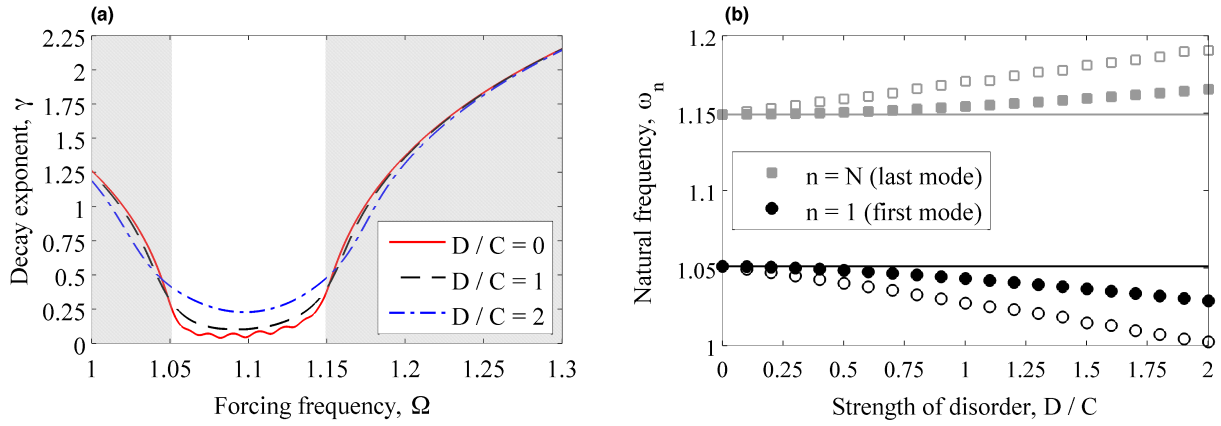 (a)
2.25
2
1.75
1.5
1.25
1
0.75
0.5
0.25
0
Decay exponent, γ
D / C = 0
D / C = 1
D / C = 2
1 1.05 1.1 1.15 1.2 1.25 1.3
Forcing frequency, Ω
(b)
1.2
1.15
1.1
1.05
1
Natural frequency, ωn
n = N (last mode)
n = 1 (first mode)
0 0.25 0.5 0.75 1 1.25 1.5 1.75 2
Strength of disorder, D / C